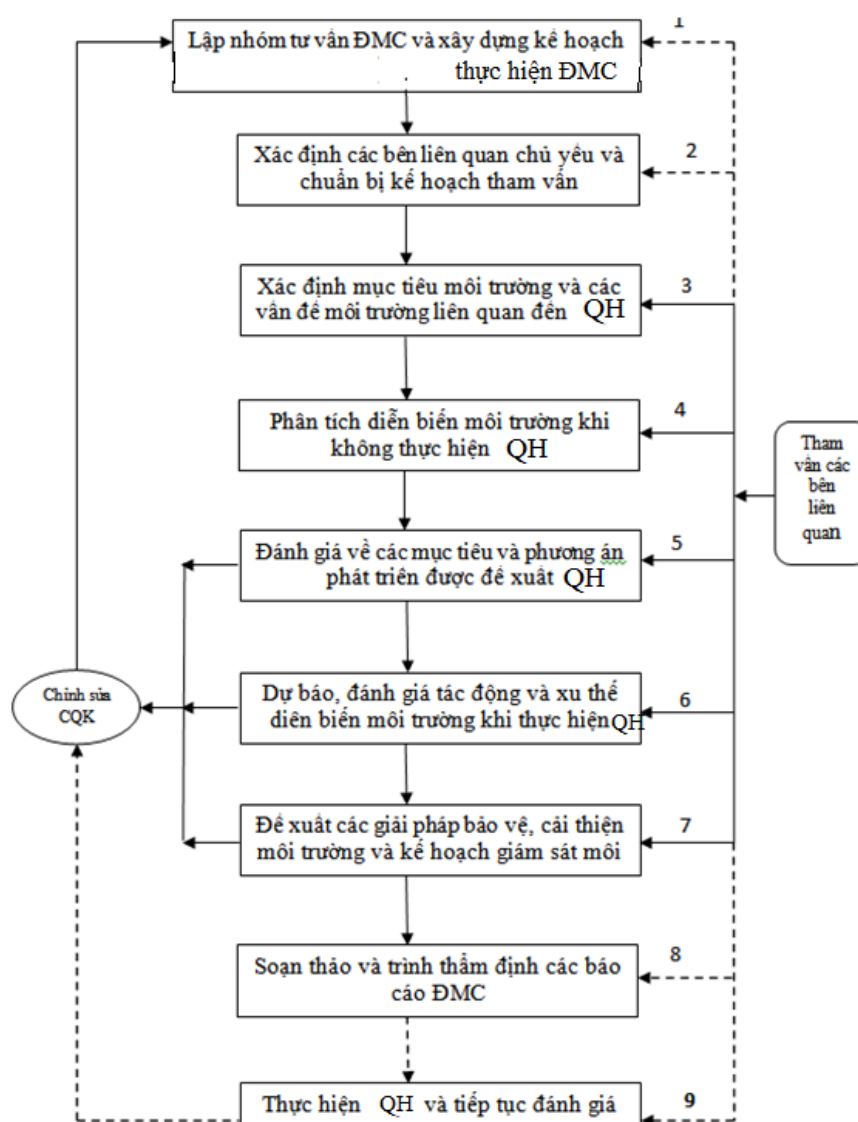 1
Lập nhóm tư vấn ĐMC và xây dựng kế hoạch
thực hiện ĐMC
2
Xác định các bên liên quan chủ yếu và
chuẩn bị kế hoạch tham vấn
3
Xác định mục tiêu môi trường và các
vấn đề môi trường liên quan đến QH
4
Phân tích diễn biến môi trường khi
không thực hiện QH
Tham
vấn các
bên
liên
quan
5
Đánh giá về các mục tiêu và phương án
phát triển được đề xuất QH
6
Dự báo, đánh giá tác động và xu thế
diễn biến môi trường khi thực hiện QH
Chỉnh sửa
CQK
7
Đề xuất các giải pháp bảo vệ, cải thiện
môi trường và kế hoạch giám sát môi
8
Soạn thảo và trình thẩm định các báo
cáo ĐMC
9
Thực hiện QH và tiếp tục đánh giá